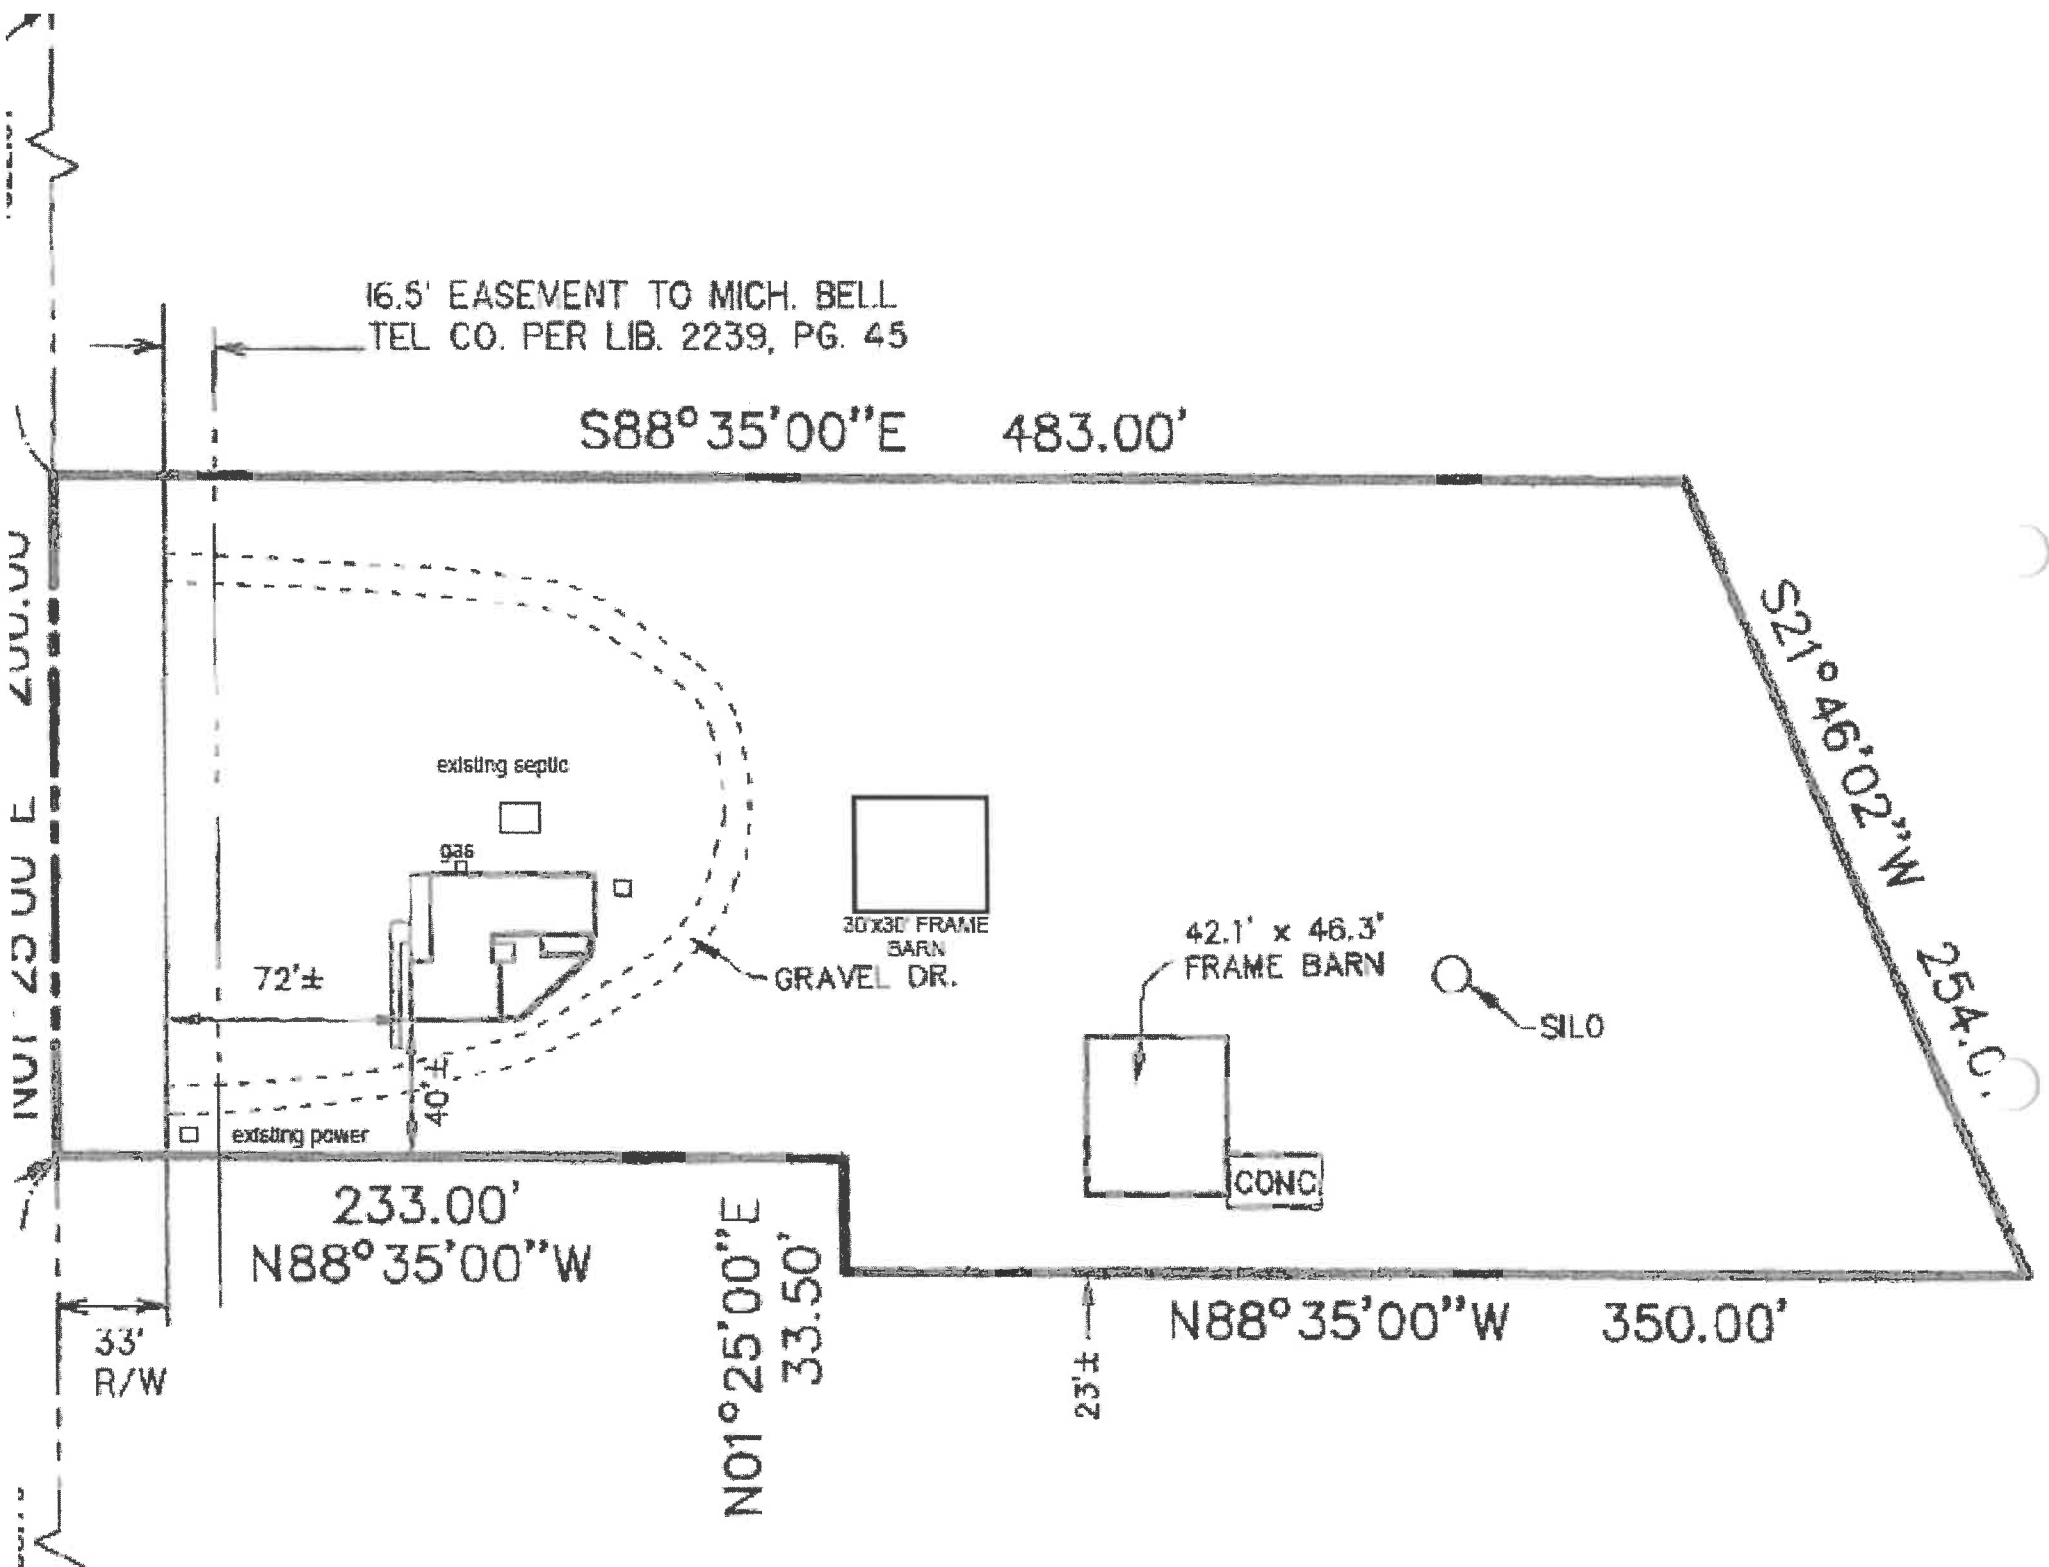 16.5' EASEMENT TO MICH. BELL
TEL CO. PER LIB. 2239, PG. 45
S88°35'00"E 483.00'
S21°46'02"W 254.0
existing septic
gas
30'x30' FRAME
BARN
GRAVEL DR.
42.1' x 46.3'
FRAME BARN
SILO
72'±
40'±
existing power
CONC
233.00'
N88°35'00"W
N01°25'00"E
33.50'
N88°35'00"W 350.00'
23'±
33'
R/W